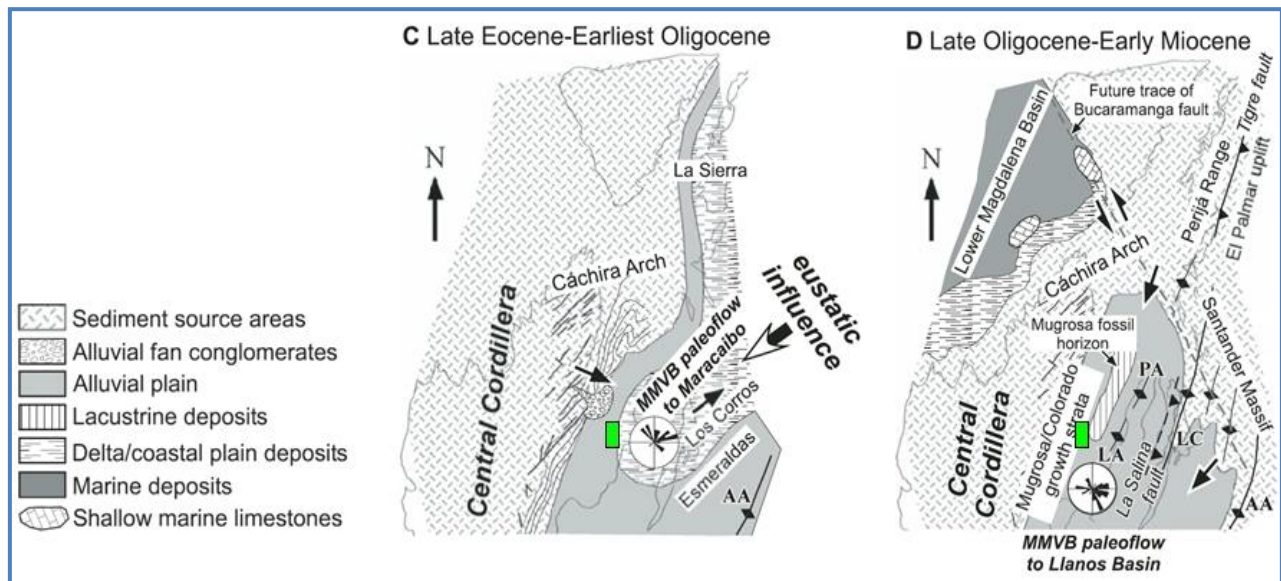 C Late Eocene-Earliest Oligocene
N
La Sierra
Cáchira Arch
Central Cordillera
eustatic
influence
MMVB paleoflow
to Maracaibo
Los Corros
Esmeraldas
AA
D Late Oligocene-Early Miocene
Future trace of
Bucaramanga fault
Lower Magdalena Basin
N
Tigre fault
Perijá Range
El Palmar uplift
Cáchira Arch
Mugrosa fossil
horizon
Santander Massif
PA
Central
Cordillera
Mugrosa/Colorado
growth strata
LA
LC
La Salina
fault
AA
MMVB paleoflow
to Llanos Basin
Sediment source areas
Alluvial fan conglomerates
Alluvial plain
Lacustrine deposits
Delta/coastal plain deposits
Marine deposits
Shallow marine limestones